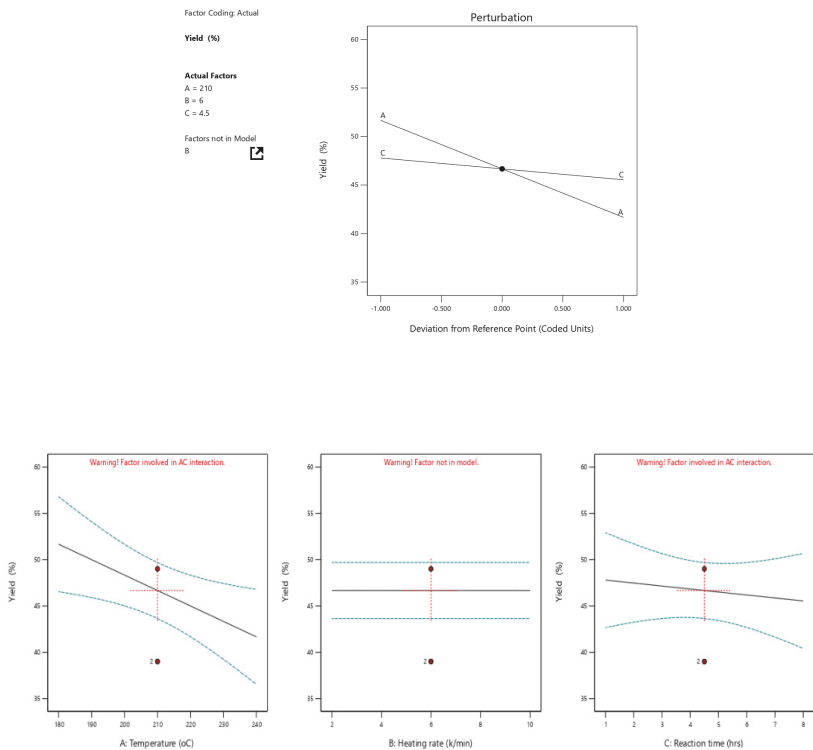 Factor Coding: Actual
Yield (%)
Actual Factors
A = 210
B = 6
C = 4.5
Factors not in Model
B
Perturbation
60
55
50
45
40
35
Yield (%)
A
C
C
A
-1.000
-0.500
0.000
0.500
1.000
Deviation from Reference Point (Coded Units)
Warning! Factor involved in AC interaction.
60
55
50
45
40
35
Yield (%)
2
180
190
200
210
220
230
240
A: Temperature (oC)
Warning! Factor not in model.
60
55
50
45
40
35
Yield (%)
2
2
4
6
8
10
B: Heating rate (k/min)
Warning! Factor involved in AC interaction.
60
55
50
45
40
35
Yield (%)
2
1
2
3
4
5
6
7
8
C: Reaction time (hrs)